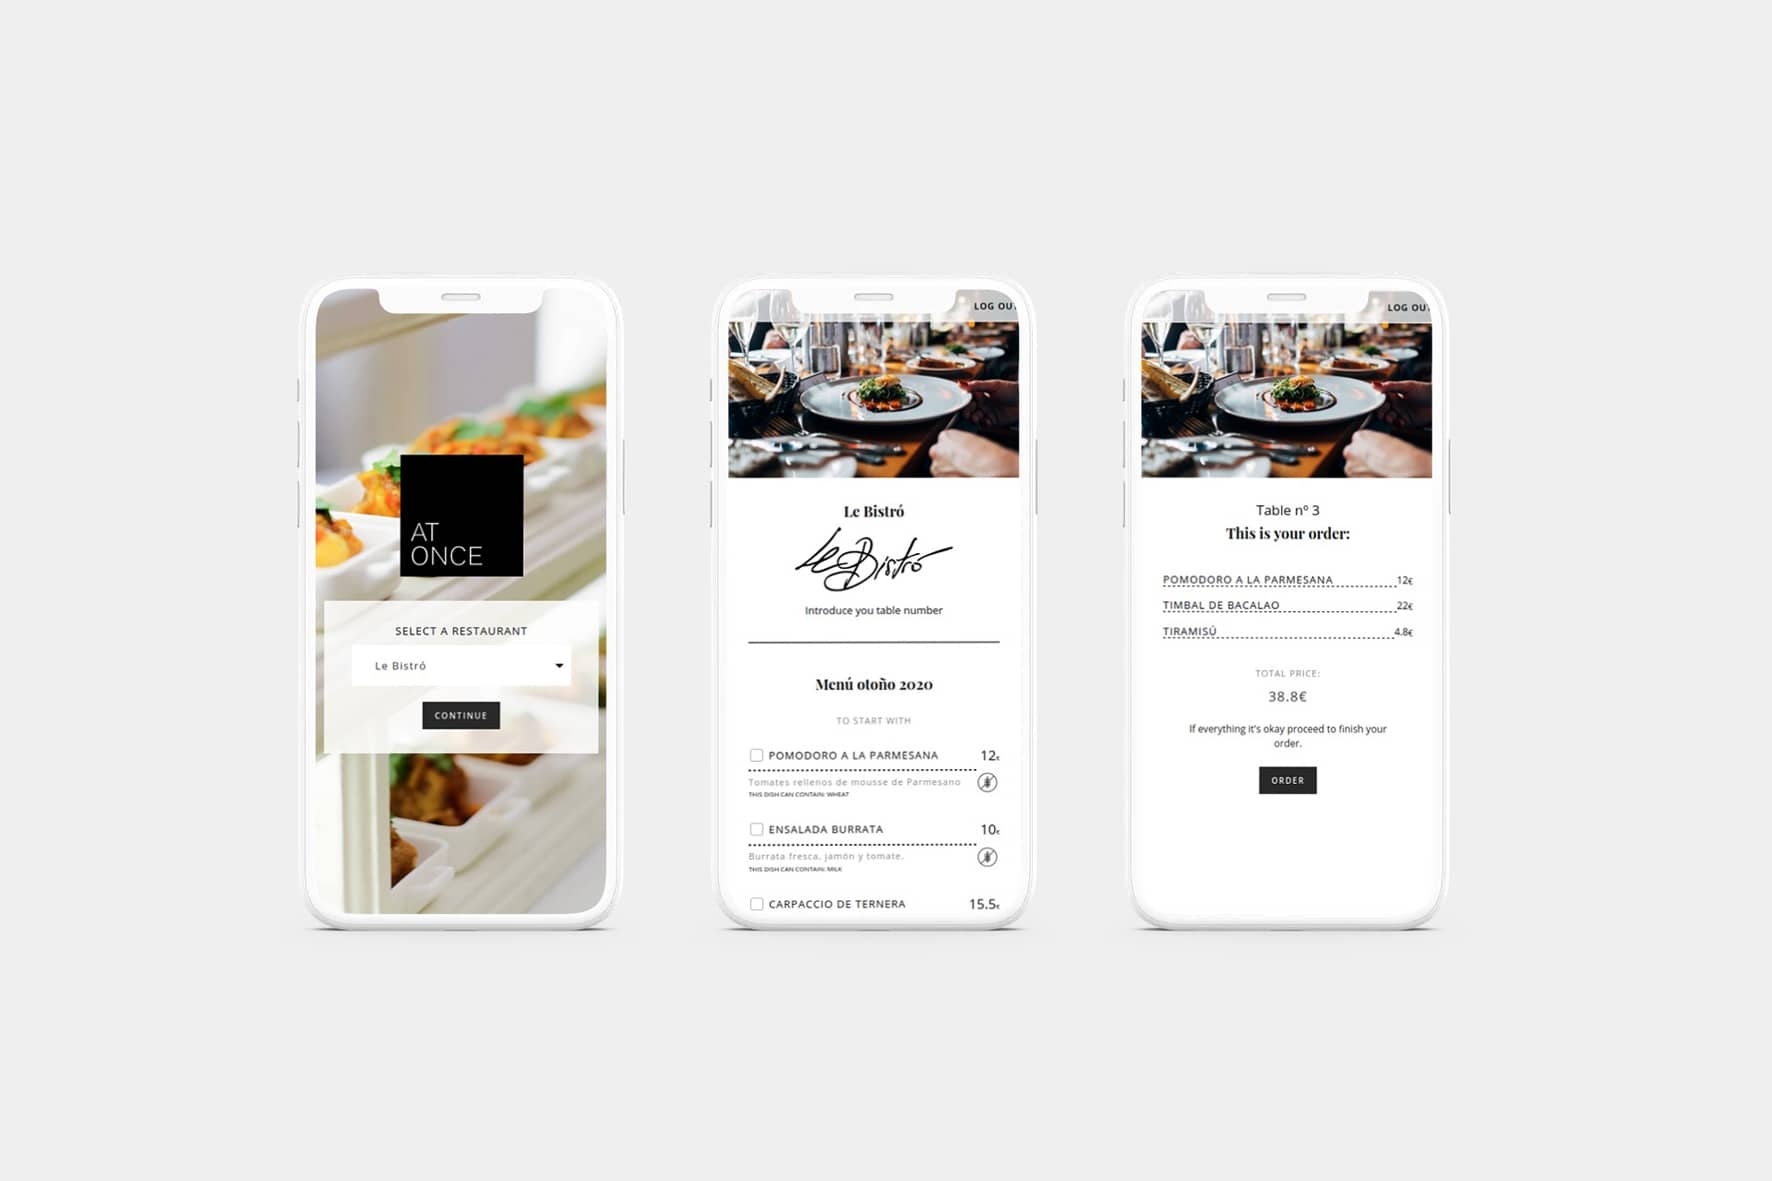 AT
ONCE
SELECT A RESTAURANT
Le Bistró
CONTINUE
LOG OU
Le Bistró
Le Bistró
Introduce you table number
Menú otoño 2020
TO START WITH
POMODORO A LA PARMESANA 12€
Tomates rellenos de mousse de Parmesano
THIS DISH CAN CONTAIN: WHEAT
ENSALADA BURRATA 10€
Burrata fresca, jamón y tomate.
THIS DISH CAN CONTAIN: MILK
CARPACCIO DE TERNERA 15.5€
LOG OU
Table nº 3
This is your order:
POMODORO A LA PARMESANA 12€
TIMBAL DE BACALAO 22€
TIRAMISÚ 4.8€
TOTAL PRICE:
38.8€
If everything it's okay proceed to finish your
order.
ORDER